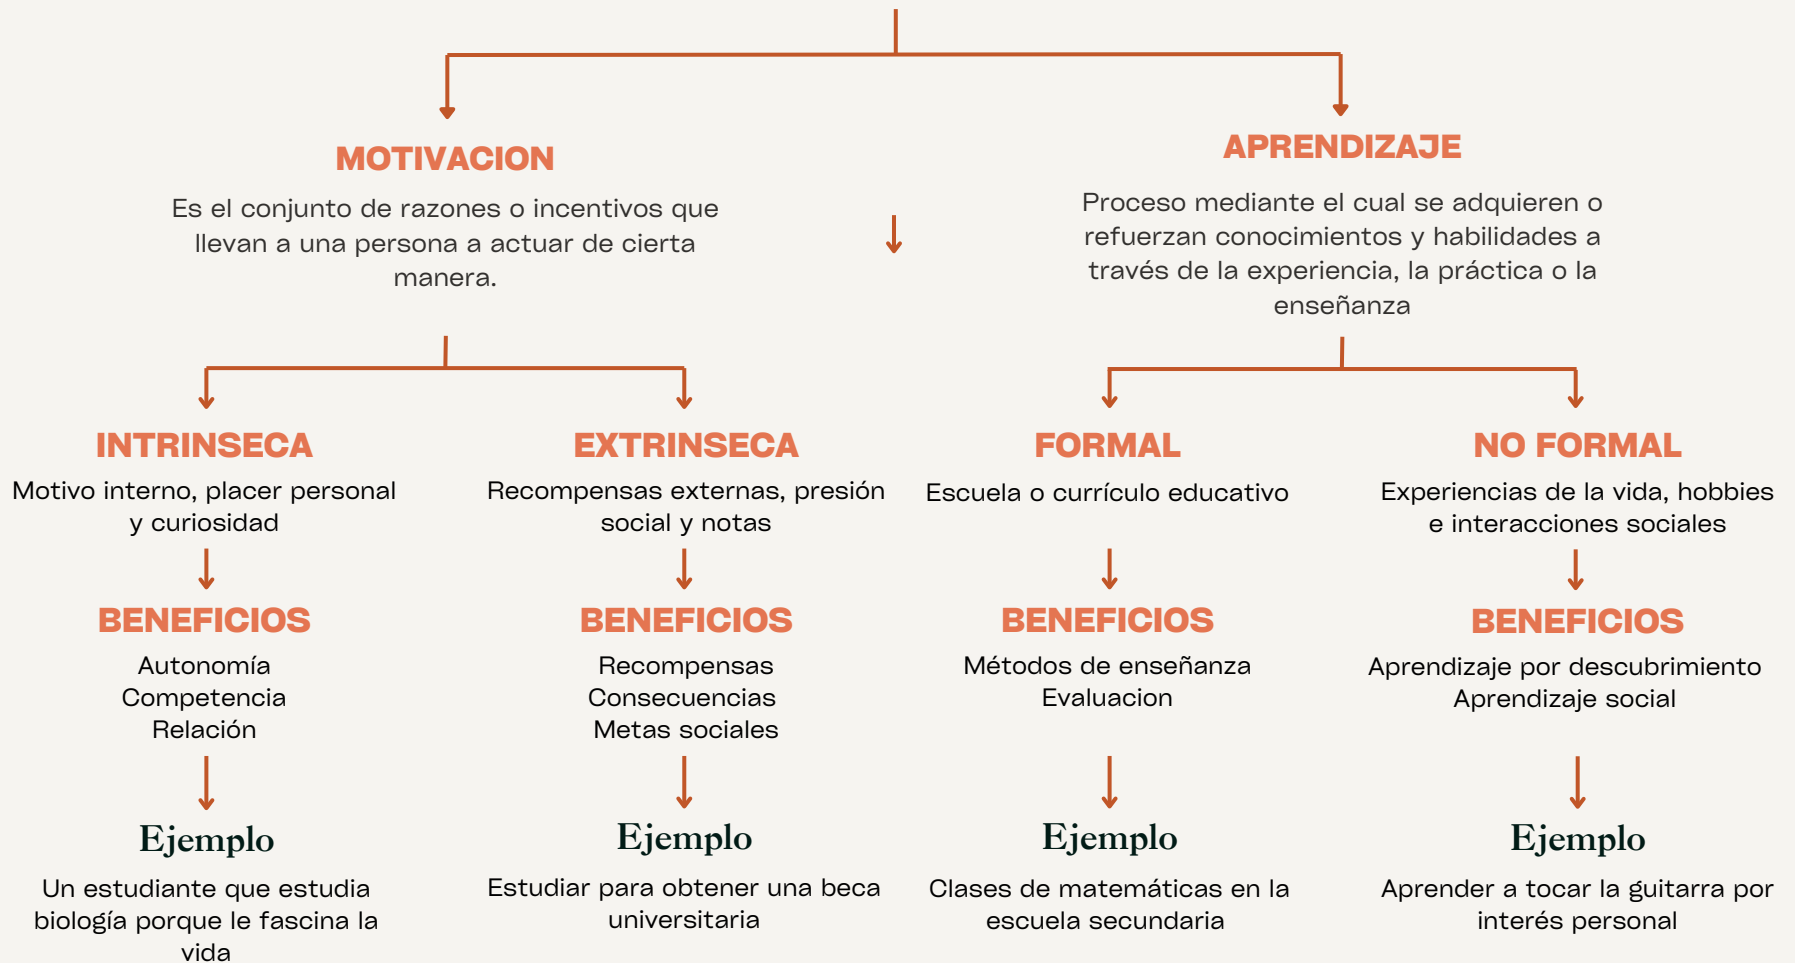 MOTIVACION
Es el conjunto de razones o incentivos que
llevan a una persona a actuar de cierta
manera.
APRENDIZAJE
Proceso mediante el cual se adquieren o
refuerzan conocimientos y habilidades a
través de la experiencia, la práctica o la
enseñanza
INTRINSECA
Motivo interno, placer personal
y curiosidad
BENEFICIOS
Autonomía
Competencia
Relación
Ejemplo
Un estudiante que estudia
biología porque le fascina la
vida
EXTRINSECA
Recompensas externas, presión
social y notas
BENEFICIOS
Recompensas
Consecuencias
Metas sociales
Ejemplo
Estudiar para obtener una beca
universitaria
FORMAL
Escuela o currículo educativo
BENEFICIOS
Métodos de enseñanza
Evaluacion
Ejemplo
Clases de matemáticas en la
escuela secundaria
NO FORMAL
Experiencias de la vida, hobbies
e interacciones sociales
BENEFICIOS
Aprendizaje por descubrimiento
Aprendizaje social
Ejemplo
Aprender a tocar la guitarra por
interés personal